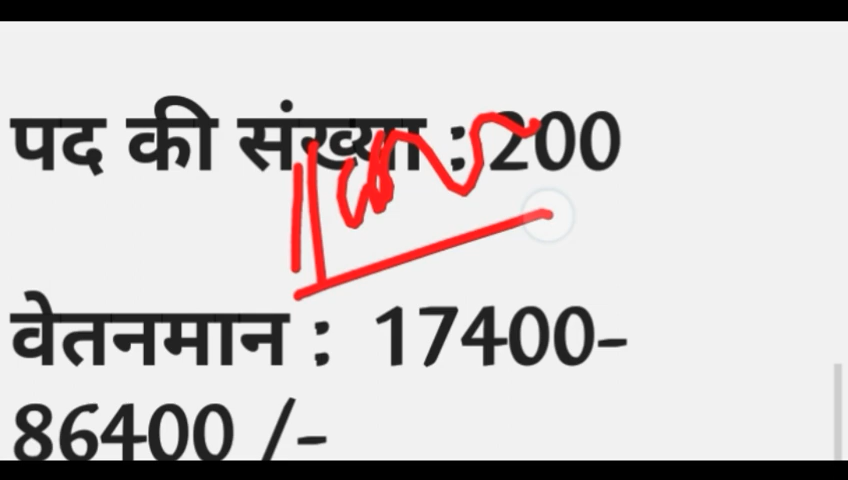 पद की संख्या : 200
वेतनमान : 17400-
86400 /-